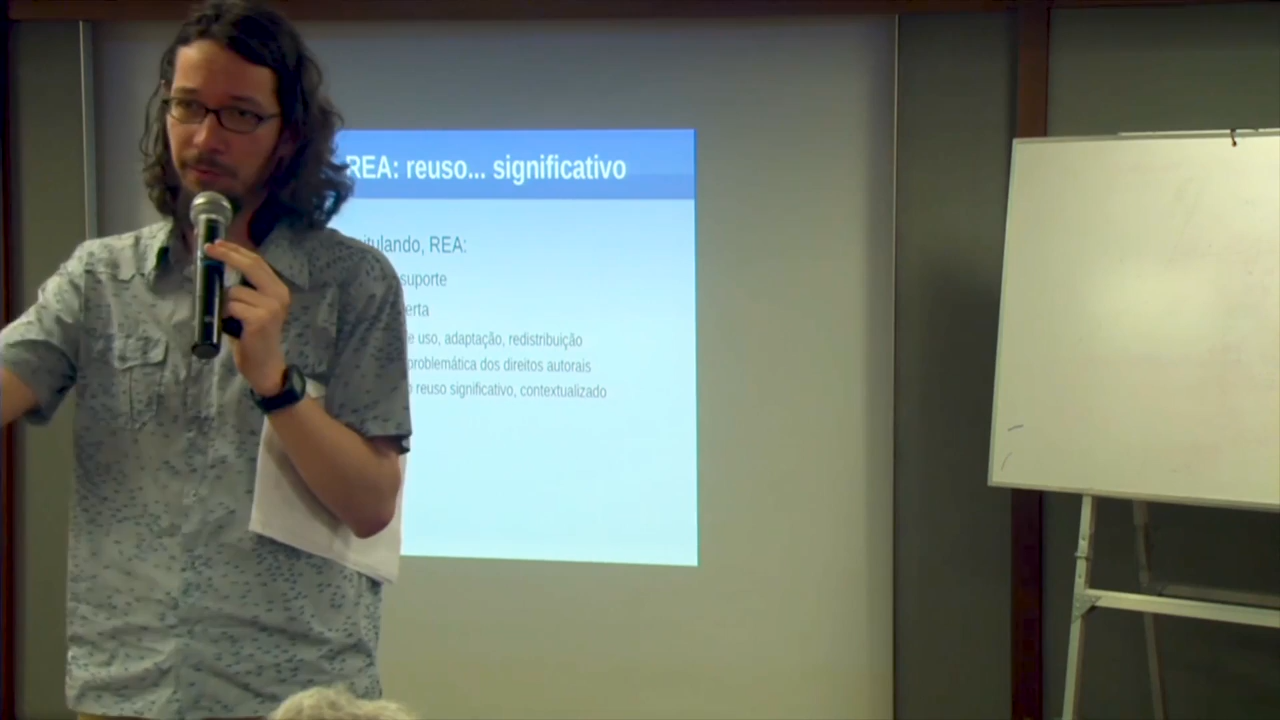 REA: reuso... significativo
itulando, REA:
suporte
erta
e uso, adaptação, redistribuição
problemática dos direitos autorais
o reuso significativo, contextualizado